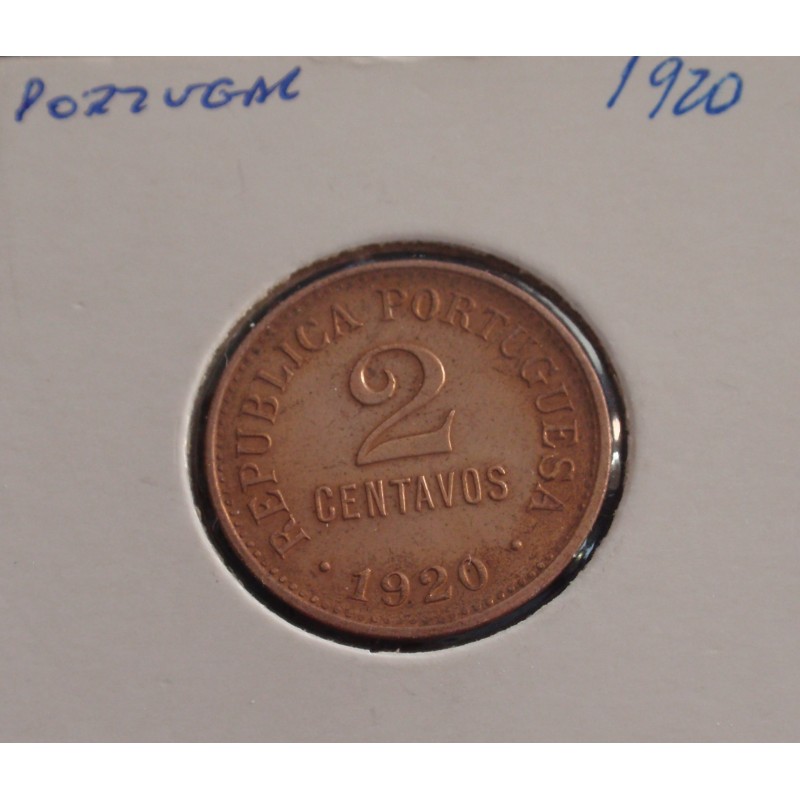 PORTUGAL 1920
REPUBLICA PORTUGUESA
2
CENTAVOS
· 1920 ·